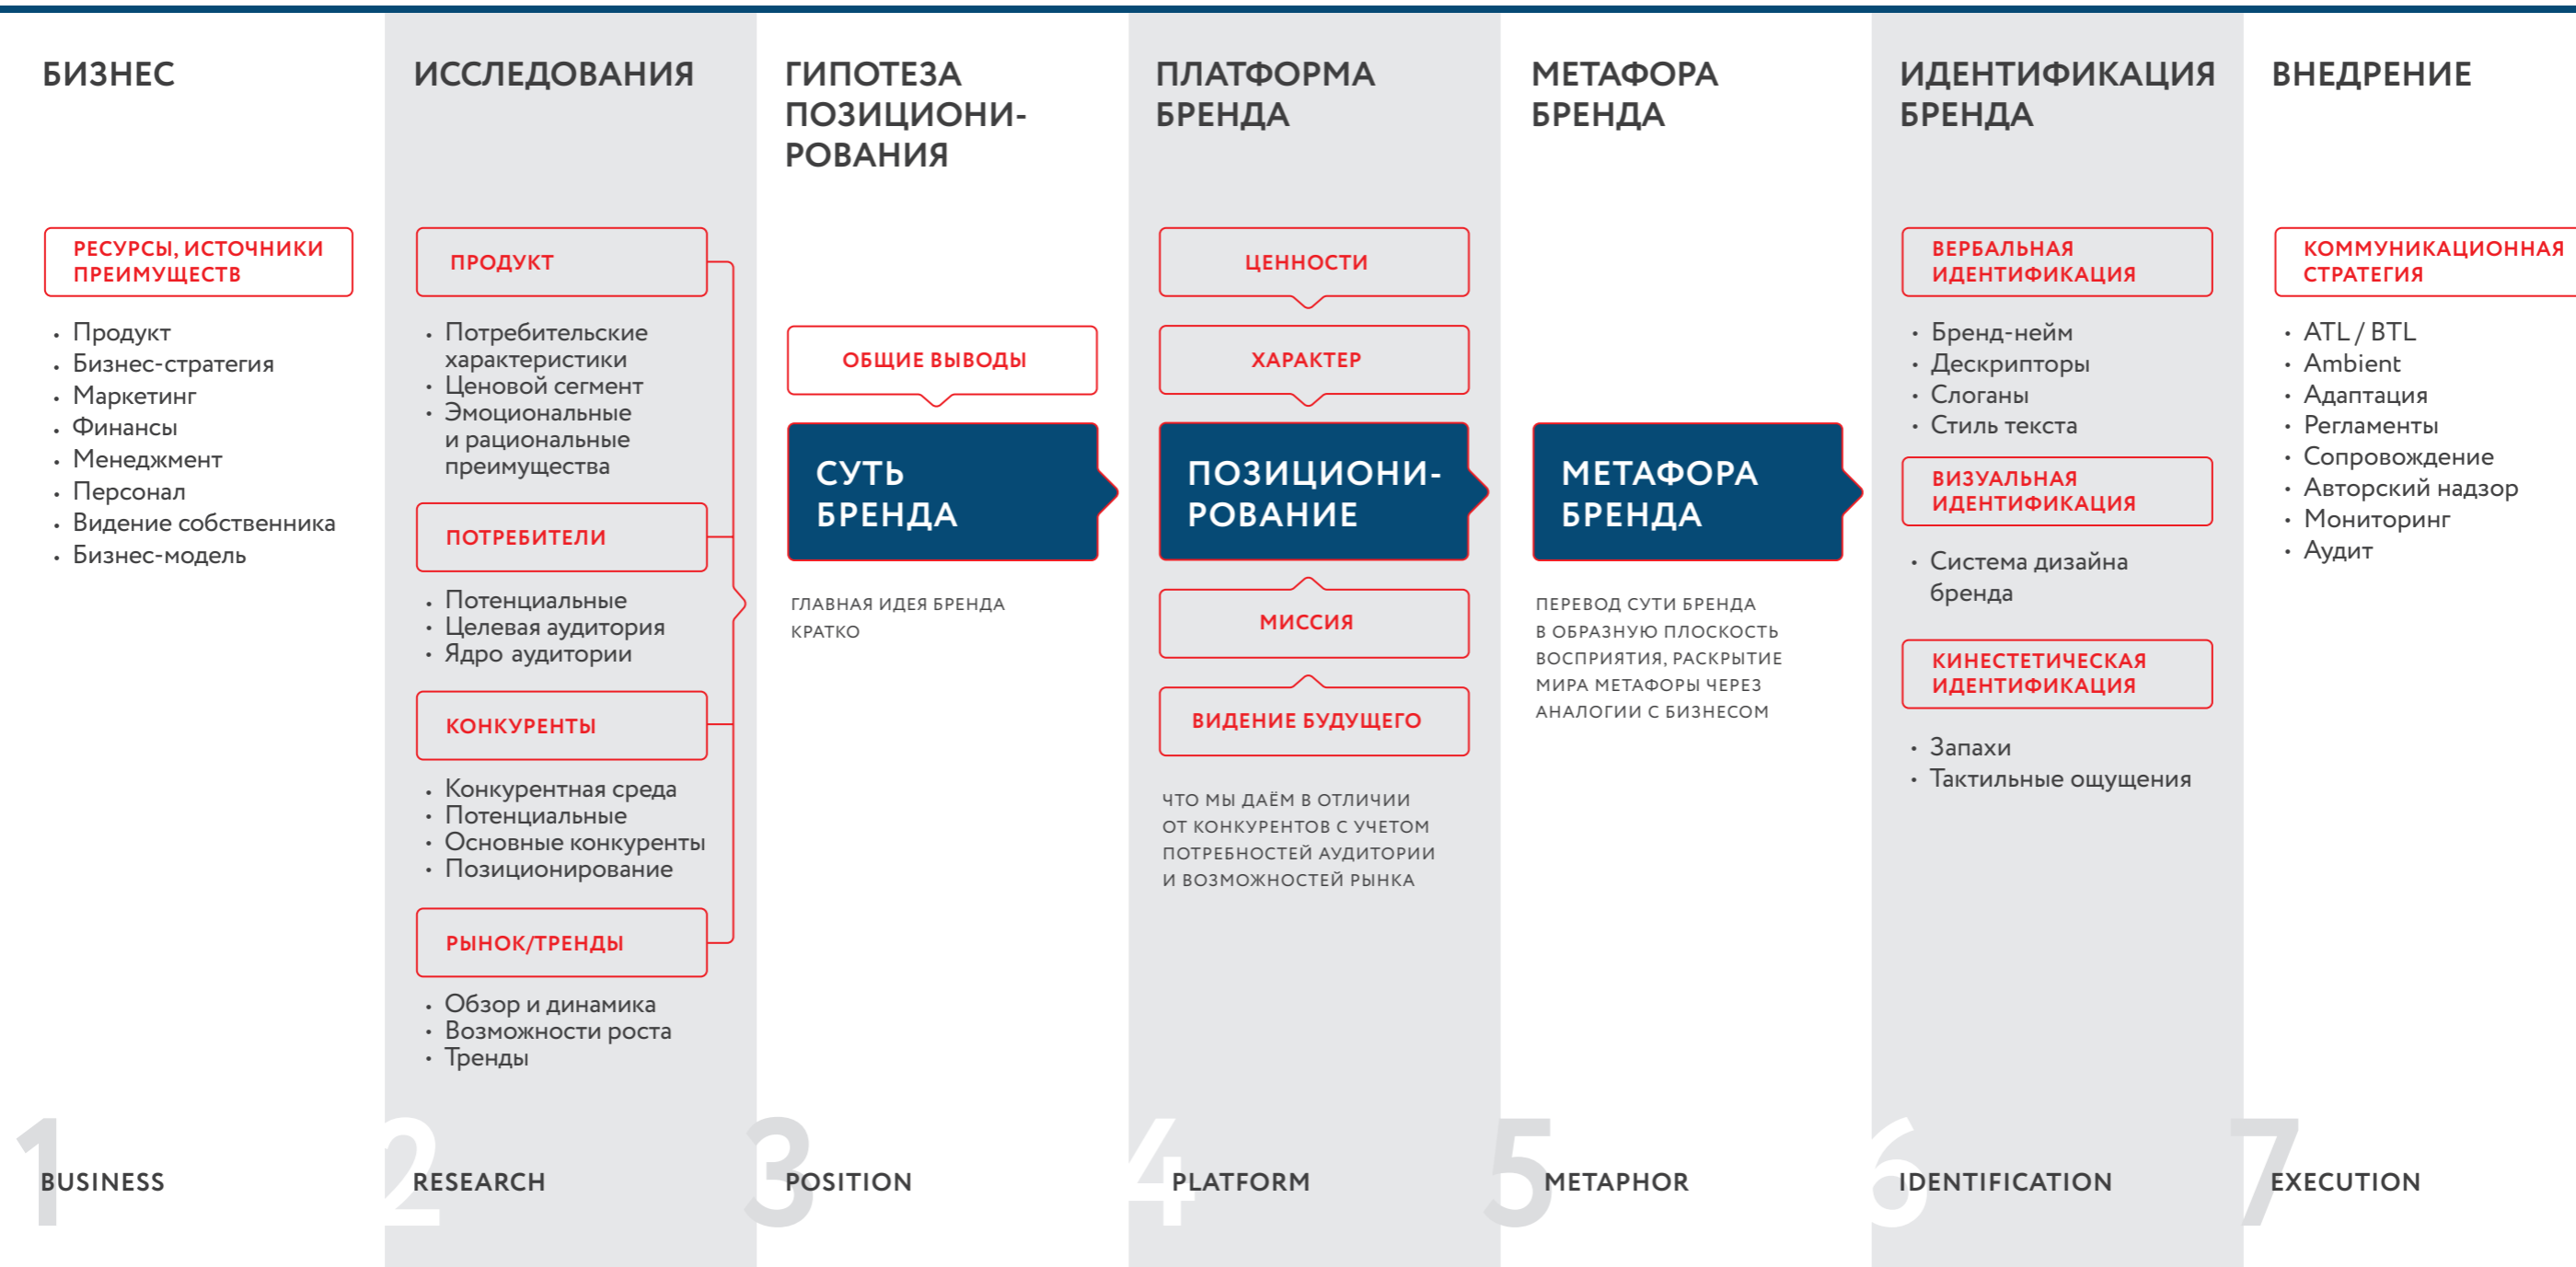 БИЗНЕС
РЕСУРСЫ, ИСТОЧНИКИ
ПРЕИМУЩЕСТВ
• Продукт
• Бизнес-стратегия
• Маркетинг
• Финансы
• Менеджмент
• Персонал
• Видение собственника
• Бизнес-модель
1
BUSINESS
ИССЛЕДОВАНИЯ
ПРОДУКТ
• Потребительские
характеристики
• Ценовой сегмент
• Эмоциональные
и рациональные
преимущества
ПОТРЕБИТЕЛИ
• Потенциальные
• Целевая аудитория
• Ядро аудитории
КОНКУРЕНТЫ
• Конкурентная среда
• Потенциальные
• Основные конкуренты
• Позиционирование
РЫНОК/ТРЕНДЫ
• Обзор и динамика
• Возможности роста
• Тренды
2
RESEARCH
ГИПОТЕЗА
ПОЗИЦИОНИ-
РОВАНИЯ
ОБЩИЕ ВЫВОДЫ
СУТЬ
БРЕНДА
ГЛАВНАЯ ИДЕЯ БРЕНДА
КРАТКО
3
POSITION
ПЛАТФОРМА
БРЕНДА
ЦЕННОСТИ
ХАРАКТЕР
ПОЗИЦИОНИ-
РОВАНИЕ
МИССИЯ
ВИДЕНИЕ БУДУЩЕГО
ЧТО МЫ ДАЁМ В ОТЛИЧИИ
ОТ КОНКУРЕНТОВ С УЧЕТОМ
ПОТРЕБНОСТЕЙ АУДИТОРИИ
И ВОЗМОЖНОСТЕЙ РЫНКА
4
PLATFORM
МЕТАФОРА
БРЕНДА
МЕТАФОРА
БРЕНДА
ПЕРЕВОД СУТИ БРЕНДА
В ОБРАЗНУЮ ПЛОСКОСТЬ
ВОСПРИЯТИЯ, РАСКРЫТИЕ
МИРА МЕТАФОРЫ ЧЕРЕЗ
АНАЛОГИИ С БИЗНЕСОМ
5
METAPHOR
ИДЕНТИФИКАЦИЯ
БРЕНДА
ВЕРБАЛЬНАЯ
ИДЕНТИФИКАЦИЯ
• Бренд-нейм
• Дескрипторы
• Слоганы
• Стиль текста
ВИЗУАЛЬНАЯ
ИДЕНТИФИКАЦИЯ
• Система дизайна
бренда
КИНЕСТЕТИЧЕСКАЯ
ИДЕНТИФИКАЦИЯ
• Запахи
• Тактильные ощущения
6
IDENTIFICATION
ВНЕДРЕНИЕ
КОММУНИКАЦИОННАЯ
СТРАТЕГИЯ
• ATL / BTL
• Ambient
• Адаптация
• Регламенты
• Сопровождение
• Авторский надзор
• Мониторинг
• Аудит
7
EXECUTION